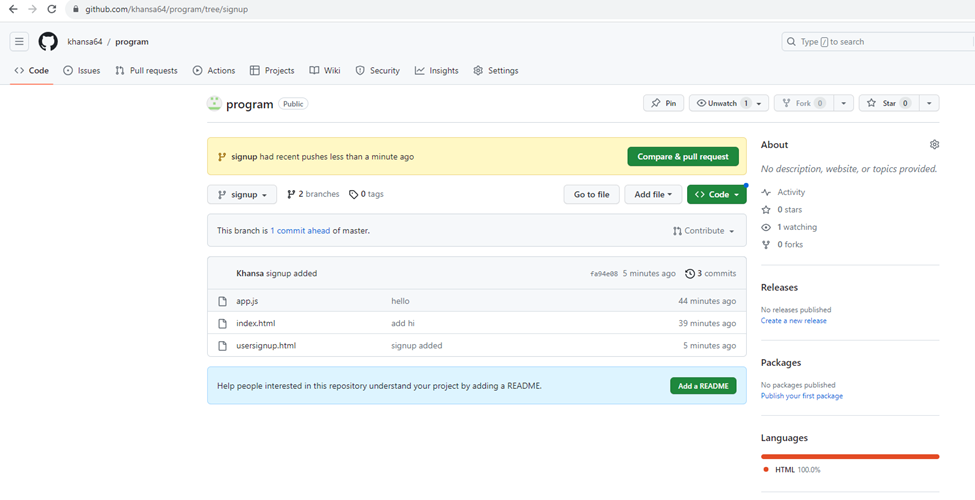 github.com/khansa64/program/tree/signup
khansa64 / program
Type / to search
Code Issues Pull requests Actions Projects Wiki Security Insights Settings
program Public
Pin Unwatch 1 Fork 0 Star 0
signup had recent pushes less than a minute ago Compare & pull request
signup 2 branches 0 tags Go to file Add file Code
This branch is 1 commit ahead of master. Contribute
Khansa signup added fa94e08 5 minutes ago 3 commits
app.js hello 44 minutes ago
index.html add hi 39 minutes ago
usersignup.html signup added 5 minutes ago
Help people interested in this repository understand your project by adding a README. Add a README
About
No description, website, or topics provided.
Activity
0 stars
1 watching
0 forks
Releases
No releases published
Create a new release
Packages
No packages published
Publish your first package
Languages
HTML 100.0%